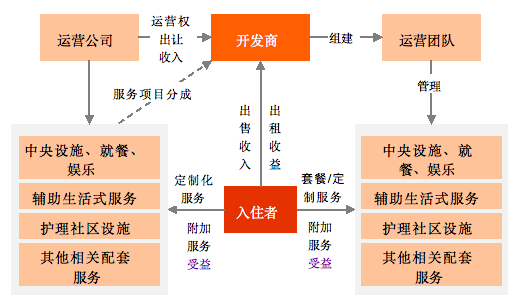 运营公司
运营权
出让
收入
开发商
组建
运营团队
服务项目分成
管理
出售收入
出租收益
中央设施、就餐、
娱乐
辅助生活式服务
护理社区设施
其他相关配套
服务
定制化
服务
附加
服务
受益
入住者
套餐/定
制服务
附加
服务
受益
中央设施、就
餐、娱乐
辅助生活式服务
护理社区设施
其他相关配套
服务